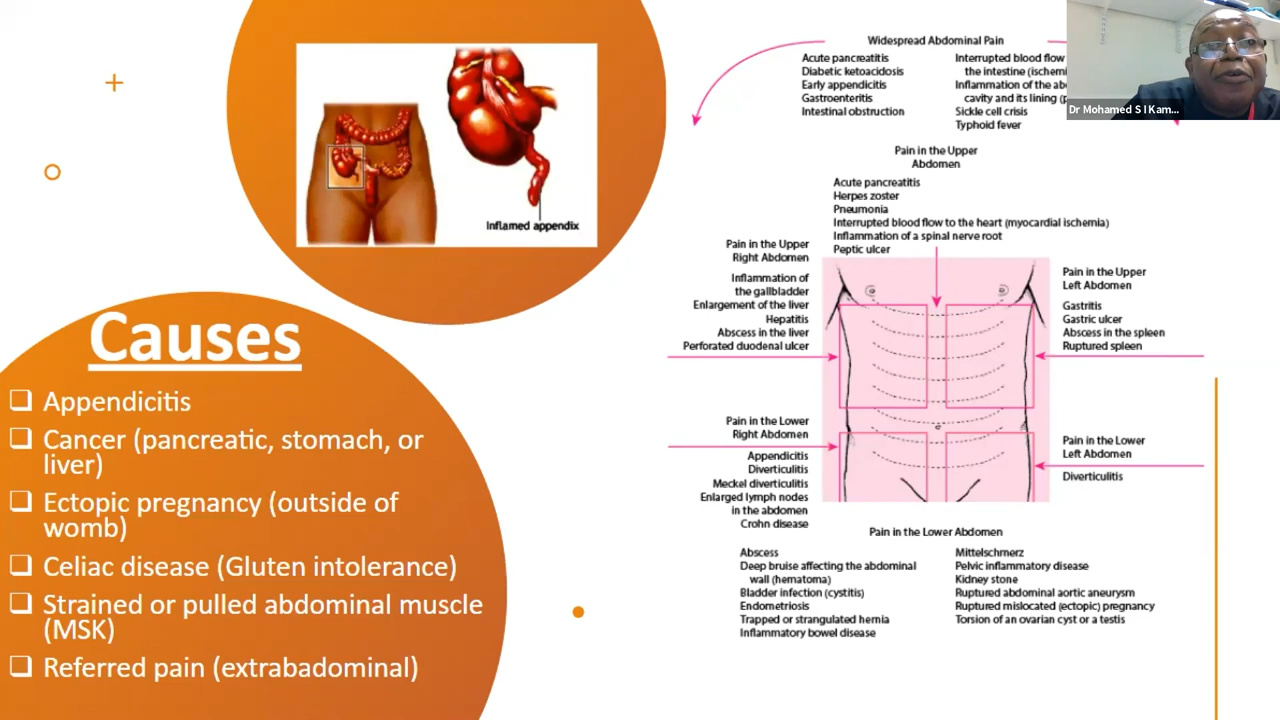 Inflamed appendix
Causes
Appendicitis
Cancer (pancreatic, stomach, or
liver)
Ectopic pregnancy (outside of
womb)
Celiac disease (Gluten intolerance)
Strained or pulled abdominal muscle
(MSK)
Referred pain (extrabadominal)
Widespread Abdominal Pain
Acute pancreatitis
Diabetic ketoacidosis
Early appendicitis
Gastroenteritis
Intestinal obstruction
Interrupted blood flow
the intestine (ischemi
Inflammation of the abd
cavity and its lining (p
Sickle cell crisis
Typhoid fever
Dr Mohamed S I Kam...
Pain in the Upper
Abdomen
Acute pancreatitis
Herpes zoster
Pneumonia
Interrupted blood flow to the heart (myocardial ischemia)
Inflammation of a spinal nerve root
Peptic ulcer
Pain in the Upper
Right Abdomen
Inflammation of
the gallbladder
Enlargement of the liver
Hepatitis
Abscess in the liver
Perforated duodenal ulcer
Pain in the Upper
Left Abdomen
Gastritis
Gastric ulcer
Abscess in the spleen
Ruptured spleen
Pain in the Lower
Right Abdomen
Appendicitis
Diverticulitis
Meckel diverticulitis
Enlarged lymph nodes
in the abdomen
Crohn disease
Pain in the Lower
Left Abdomen
Diverticulitis
Pain in the Lower Abdomen
Abscess
Deep bruise affecting the abdominal
wall (hematoma)
Bladder infection (cystitis)
Endometriosis
Trapped or strangulated hernia
Inflammatory bowel disease
Mittelschmerz
Pelvic inflammatory disease
Kidney stone
Ruptured abdominal aortic aneurysm
Ruptured mislocated (ectopic) pregnancy
Torsion of an ovarian cyst or a testis